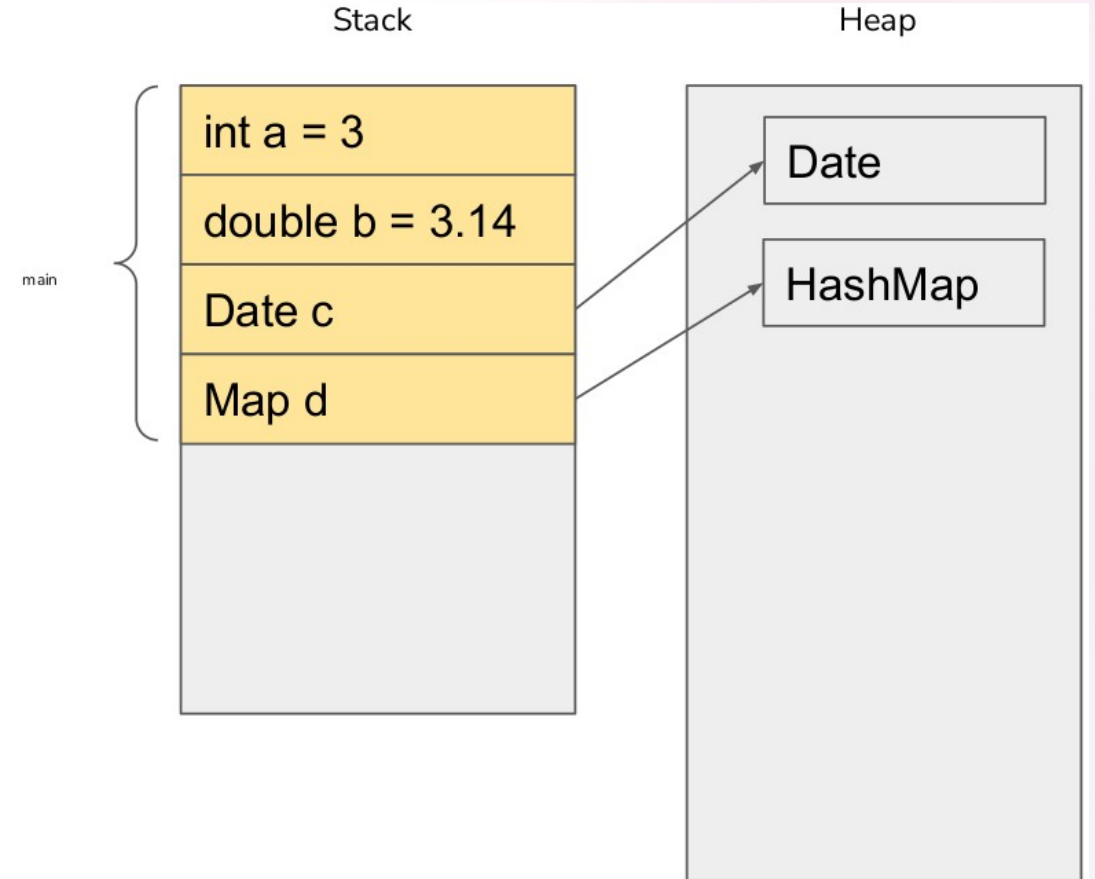 Stack
Heap
main
int a = 3
double b = 3.14
Date c
Map d
Date
HashMap